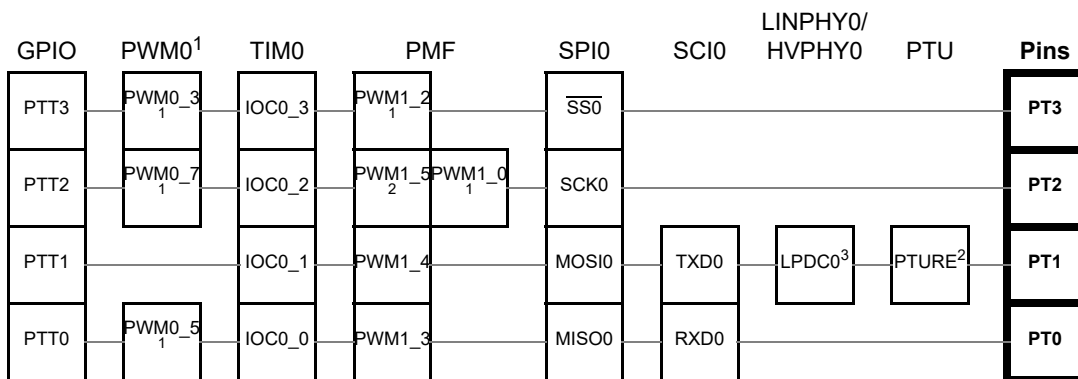 LINPHY0/
GPIO PWM0¹ TIM0 PMF SPI0 SCI0 HVPHY0 PTU Pins
PTT3 PWM0_3 1 IOC0_3 PWM1_2 1 SS0 PT3
PTT2 PWM0_7 1 IOC0_2 PWM1_5 2 PWM1_0 1 SCK0 PT2
PTT1 IOC0_1 PWM1_4 MOSI0 TXD0 LPDC0³ PTURE² PT1
PTT0 PWM0_5 1 IOC0_0 PWM1_3 MISO0 RXD0 PT0